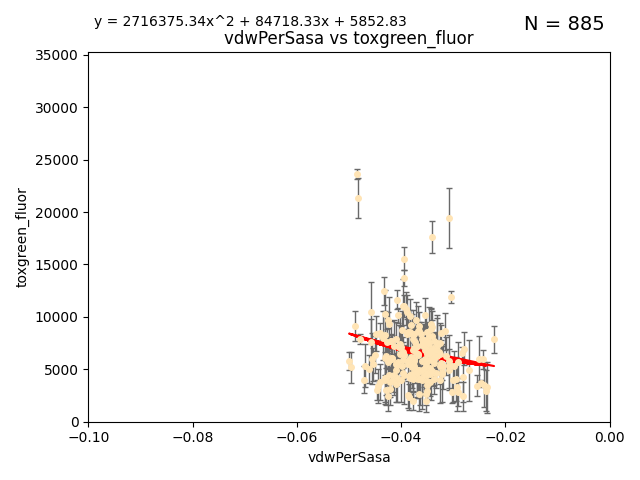 y = 2716375.34x^2 + 84718.33x + 5852.83
N = 885
vdwPerSasa vs toxgreen_fluor
35000
30000
25000
20000
15000
10000
5000
0
toxgreen_fluor
−0.10
−0.08
−0.06
−0.04
−0.02
0.00
vdwPerSasa